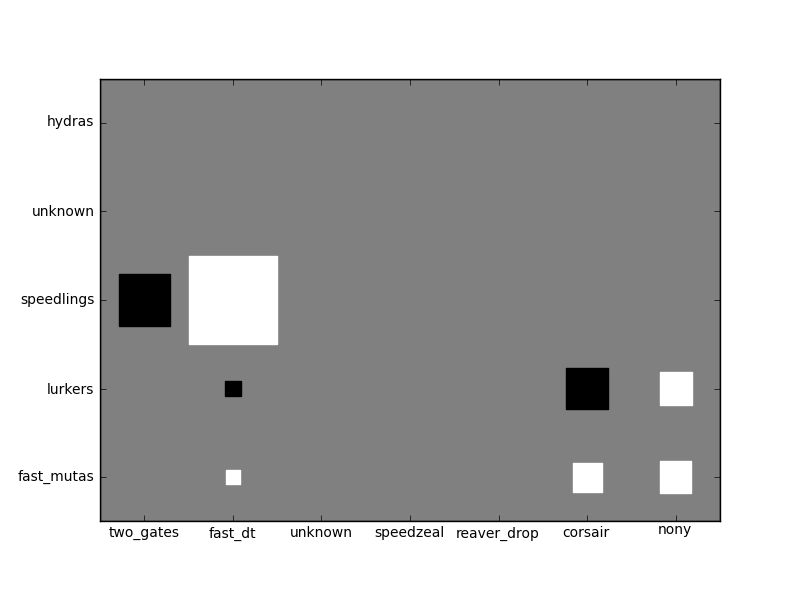 hydras
unknown
speedlings
lurkers
fast_mutas
two_gates fast_dt unknown speedzeal reaver_drop corsair nony